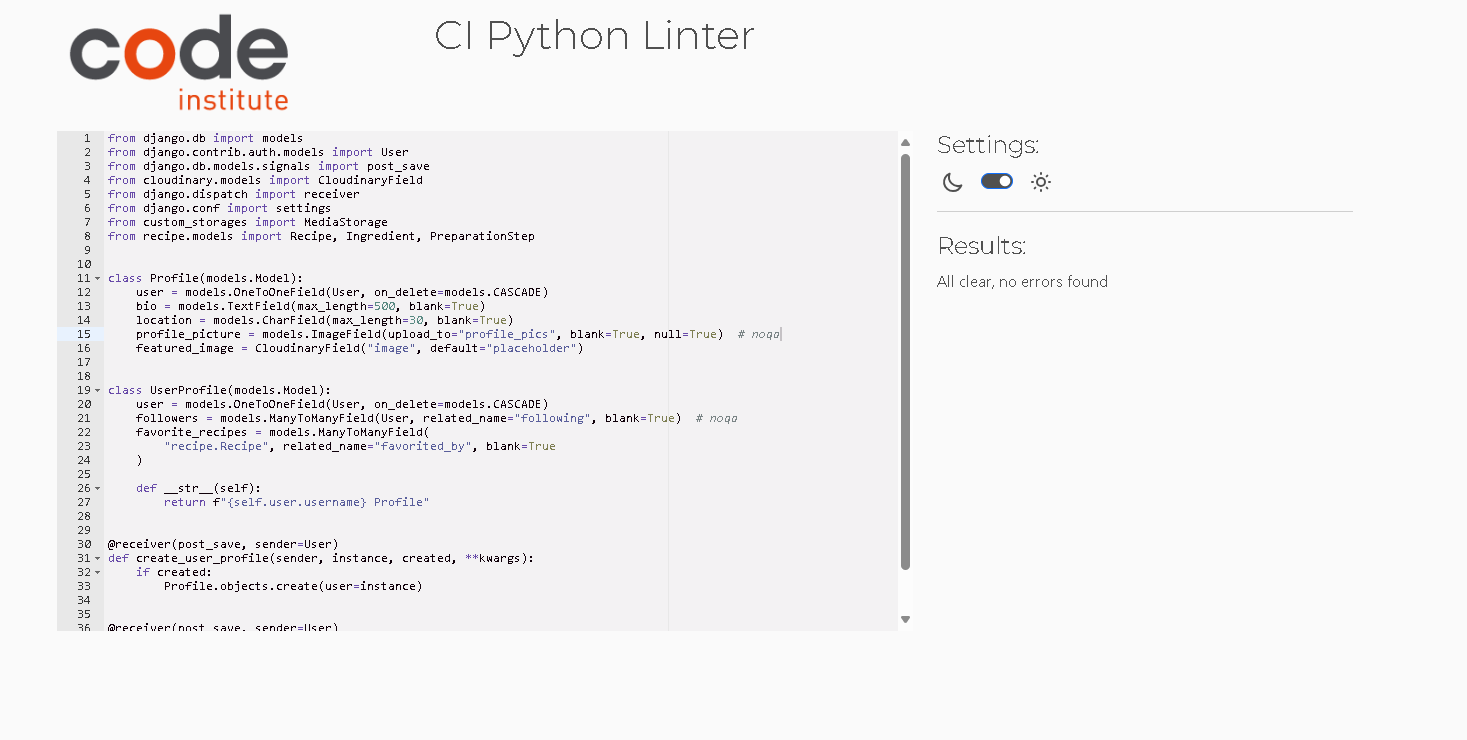 code
institute
CI Python Linter
1 from django.db import models
2 from django.contrib.auth.models import User
3 from django.db.models.signals import post_save
4 from cloudinary.models import CloudinaryField
5 from django.dispatch import receiver
6 from django.conf import settings
7 from custom_storages import MediaStorage
8 from recipe.models import Recipe, Ingredient, PreparationStep
9
10
11 class Profile(models.Model):
12     user = models.OneToOneField(User, on_delete=models.CASCADE)
13     bio = models.TextField(max_length=500, blank=True)
14     location = models.CharField(max_length=30, blank=True)
15     profile_picture = models.ImageField(upload_to="profile_pics", blank=True, null=True)  # noqa
16     featured_image = CloudinaryField("image", default="placeholder")
17
18
19 class UserProfile(models.Model):
20     user = models.OneToOneField(User, on_delete=models.CASCADE)
21     followers = models.ManyToManyField(User, related_name="following", blank=True)  # noqa
22     favorite_recipes = models.ManyToManyField(
23         "recipe.Recipe", related_name="favorited_by", blank=True
24     )
25
26     def __str__(self):
27         return f"{self.user.username} Profile"
28
29
30 @receiver(post_save, sender=User)
31 def create_user_profile(sender, instance, created, **kwargs):
32     if created:
33         Profile.objects.create(user=instance)
34
35
36 @receiver(post_save, sender=User)
Settings:
Results:
All clear, no errors found